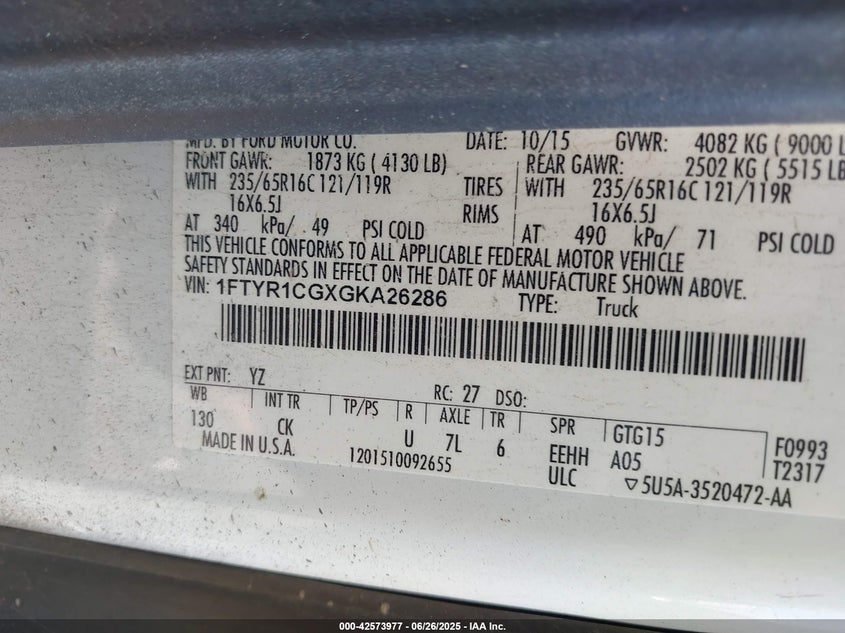 MFD. BY FORD MOTOR CO. DATE: 10/15 GVWR: 4082 KG ( 9000 L
FRONT GAWR: 1873 KG ( 4130 LB) REAR GAWR: 2502 KG ( 5515 LB
WITH 235/65R16C 121/119R TIRES WITH 235/65R16C 121/119R
16X6.5J RIMS 16X6.5J
AT 340 kPa/ 49 PSI COLD AT 490 kPa/ 71 PSI COLD
THIS VEHICLE CONFORMS TO ALL APPLICABLE FEDERAL MOTOR VEHICLE
SAFETY STANDARDS IN EFFECT ON THE DATE OF MANUFACTURE SHOWN ABOVE.
VIN: 1FTYR1CGXGKA26286 TYPE: Truck
EXT PNT: YZ RC: 27 DSO:
WB INT TR TP/PS R AXLE TR SPR GTG15 F0993
130 CK U 7L 6 EEHH A05 T2317
MADE IN U.S.A. 1201510092655 ULC ▽5U5A-3520472-AA
000-42573977 - 06/26/2025 - IAA Inc.